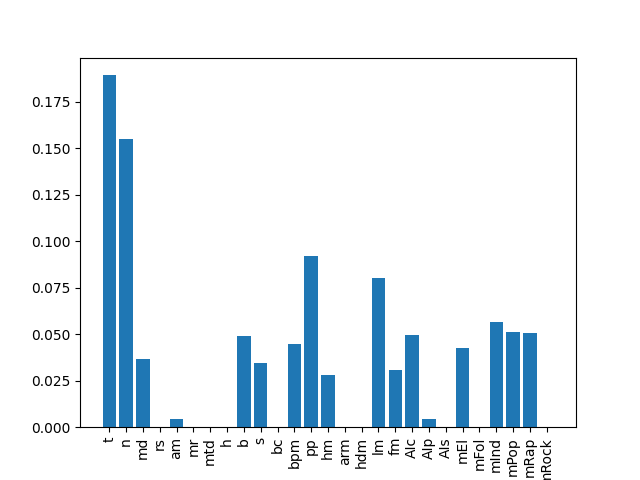 0.175
0.150
0.125
0.100
0.075
0.050
0.025
0.000
t
n
md
rs
am
mr
mtd
h
b
s
bc
bpm
pp
hm
arm
hdm
lm
fm
Alc
Alp
Als
mEl
mFol
mInd
mPop
mRap
mRock